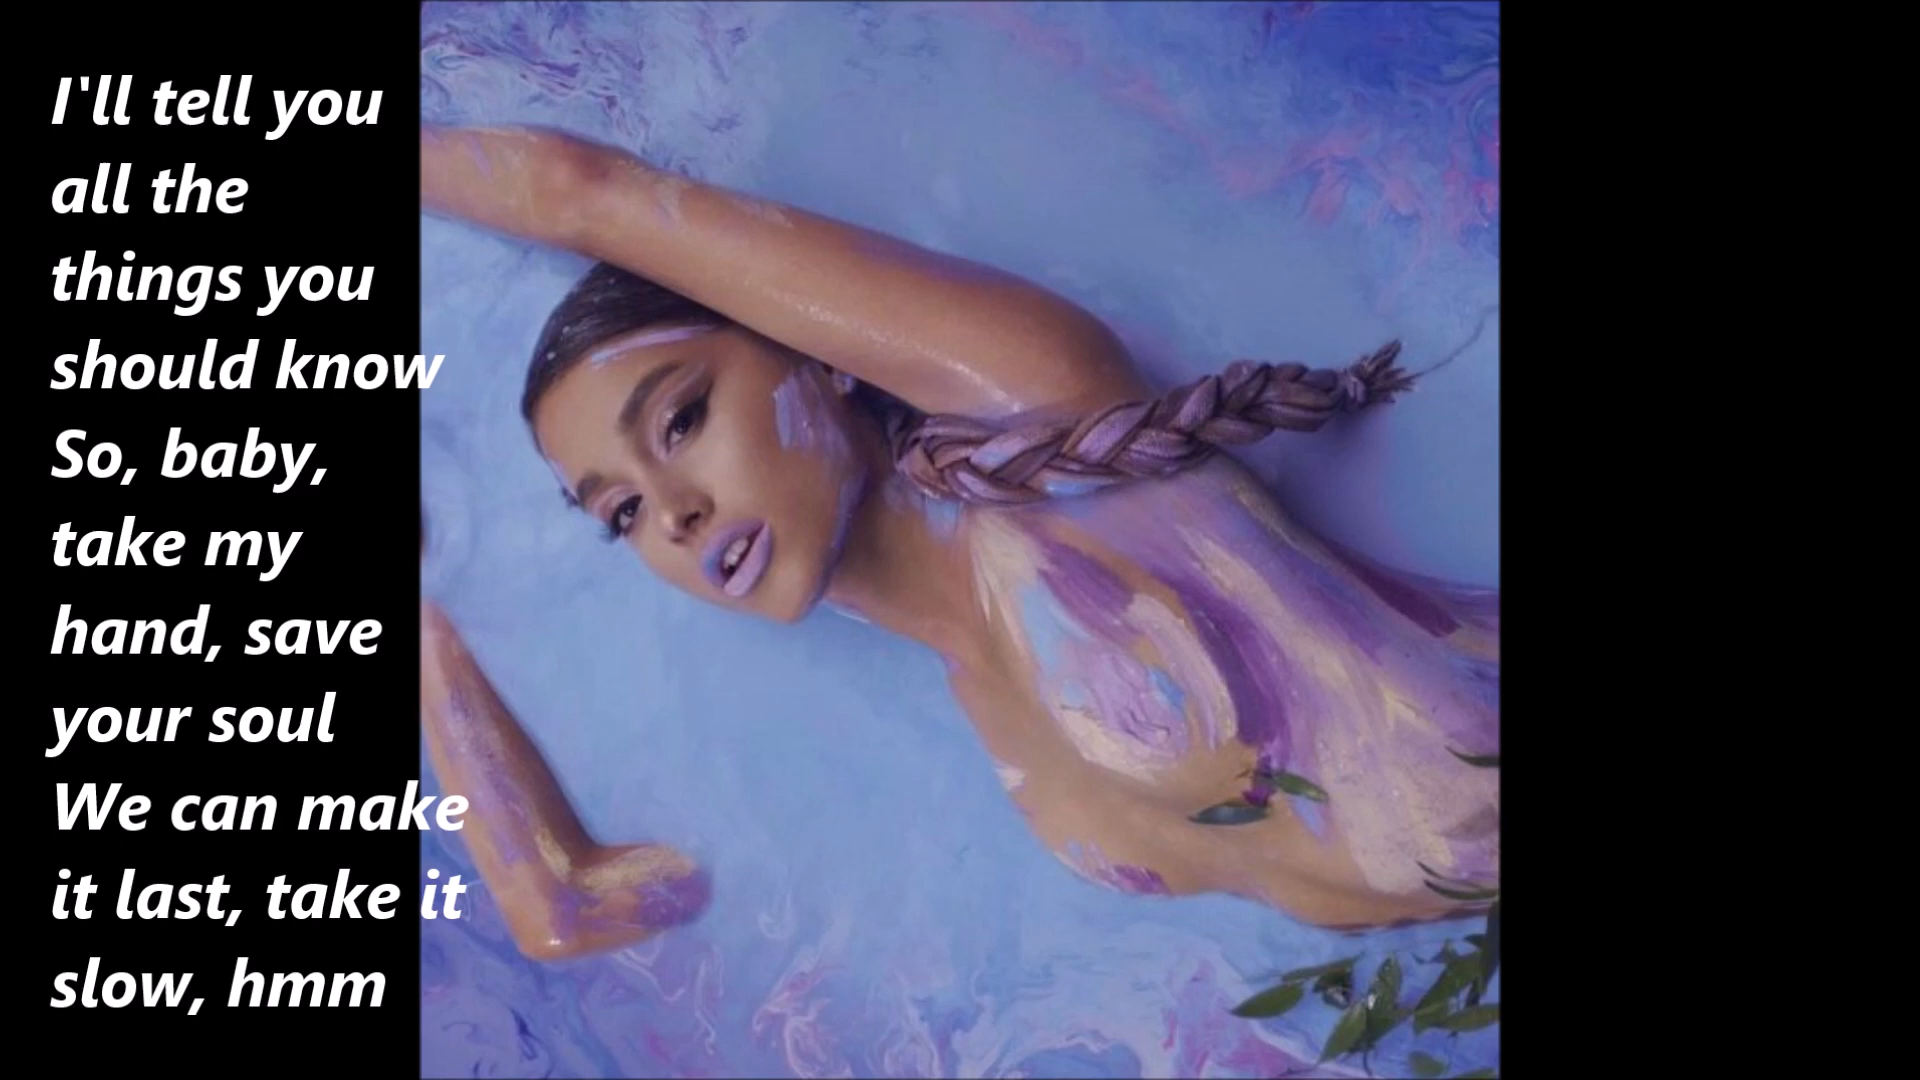 I'll tell you
all the
things you
should know
So, baby,
take my
hand, save
your soul
We can make
it last, take it
slow, hmm